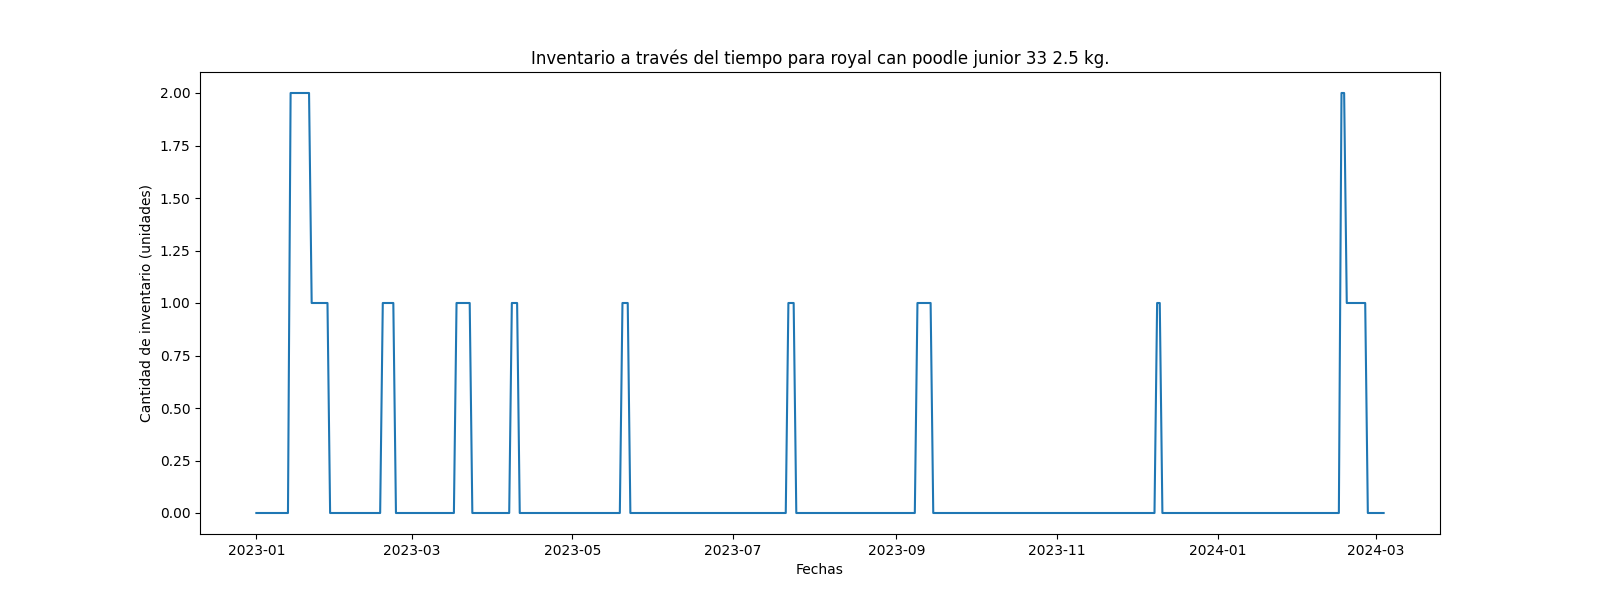 Inventario a través del tiempo para royal can poodle junior 33 2.5 kg.
2.00
1.75
1.50
1.25
1.00
0.75
0.50
0.25
0.00
Cantidad de inventario (unidades)
2023-01 2023-03 2023-05 2023-07 2023-09 2023-11 2024-01 2024-03
Fechas